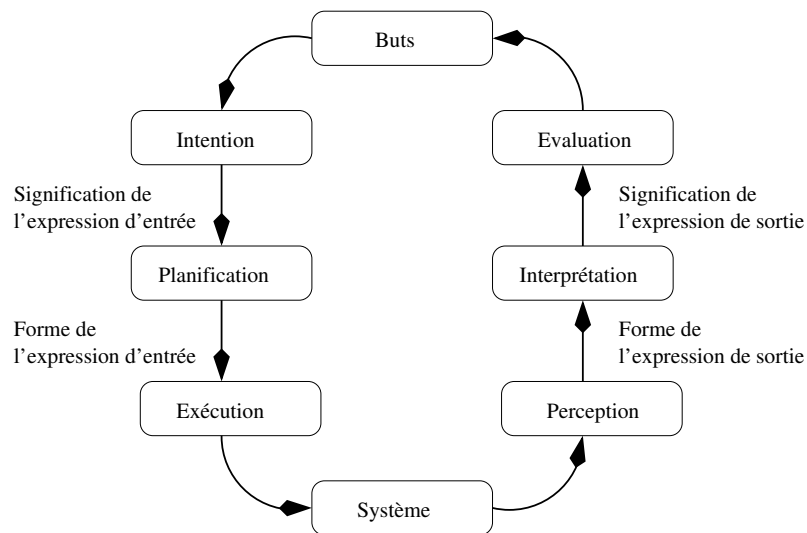 Buts
Intention
Evaluation
Signification de
l'expression d'entrée
Signification de
l'expression de sortie
Planification
Interprétation
Forme de
l'expression d'entrée
Forme de
l'expression de sortie
Exécution
Perception
Système